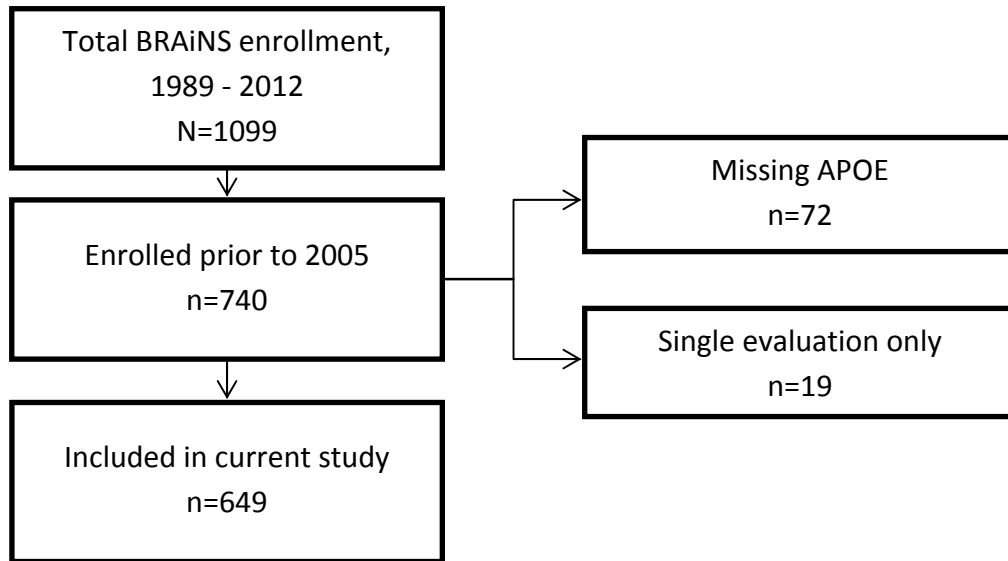 Total BRAiNS enrollment,
1989 - 2012
N=1099
Enrolled prior to 2005
n=740
Missing APOE
n=72
Single evaluation only
n=19
Included in current study
n=649